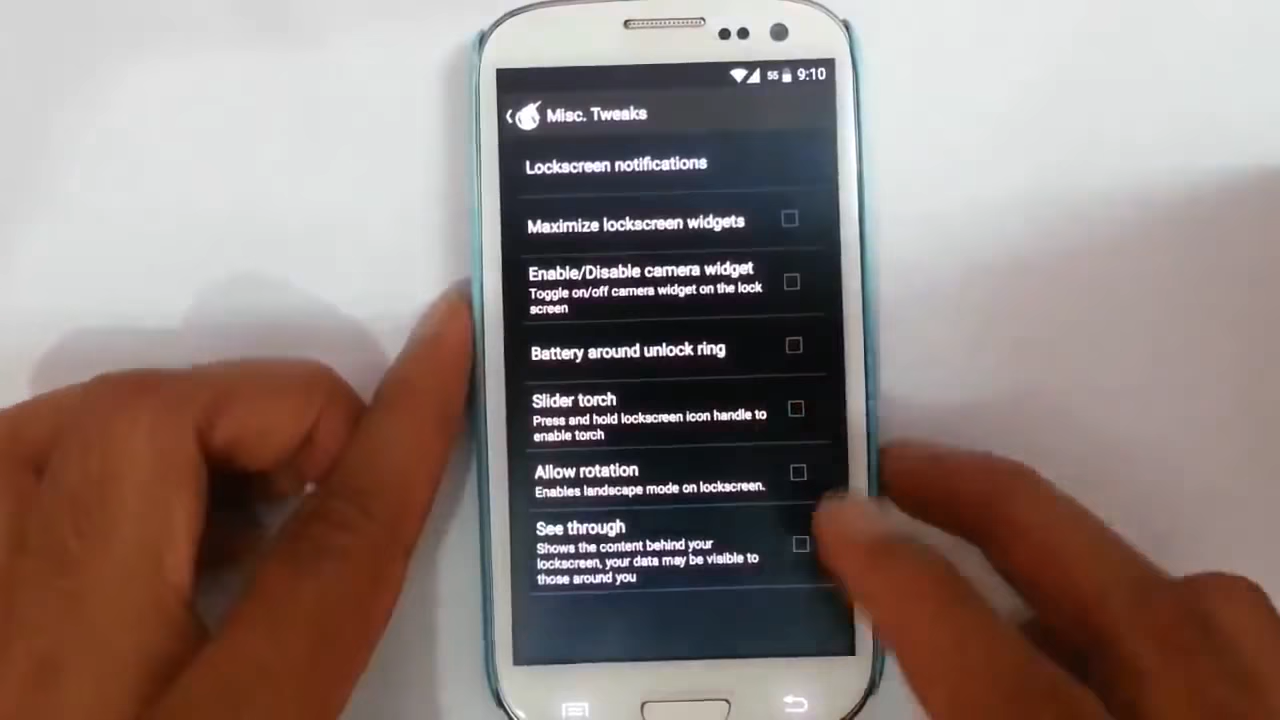 55 9:10
Misc. Tweaks
Lockscreen notifications
Maximize lockscreen widgets
Enable/Disable camera widget
Toggle on/off camera widget on the lock
screen
Battery around unlock ring
Slider torch
Press and hold lockscreen icon handle to
enable torch
Allow rotation
Enables landscape mode on lockscreen.
See through
Shows the content behind your
lockscreen, your data may be visible to
those around you